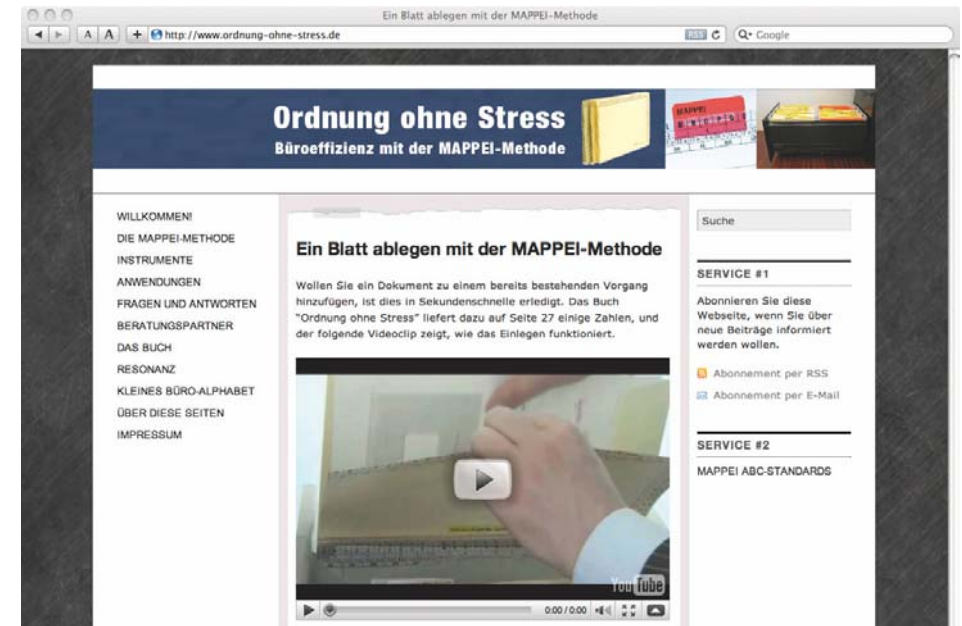 Ein Blatt ablegen mit der MAPPEI-Methode
A A + http://www.ordnung-ohne-stress.de RSS Google
Ordnung ohne Stress
Büroeffizienz mit der MAPPEI-Methode
MAPPEI
WILLKOMMEN!
DIE MAPPEI-METHODE
INSTRUMENTE
ANWENDUNGEN
FRAGEN UND ANTWORTEN
BERATUNGSPARTNER
DAS BUCH
RESONANZ
KLEINES BÜRO-ALPHABET
ÜBER DIESE SEITEN
IMPRESSUM
Ein Blatt ablegen mit der MAPPEI-Methode
Wollen Sie ein Dokument zu einem bereits bestehenden Vorgang
hinzufügen, ist dies in Sekundenschnelle erledigt. Das Buch
"Ordnung ohne Stress" liefert dazu auf Seite 27 einige Zahlen, und
der folgende Videoclip zeigt, wie das Einlegen funktioniert.
YouTube
0:00 / 0:00
Suche
SERVICE #1
Abonnieren Sie diese
Webseite, wenn Sie über
neue Beiträge informiert
werden wollen.
Abonnement per RSS
Abonnement per E-Mail
SERVICE #2
MAPPEI ABC-STANDARDS